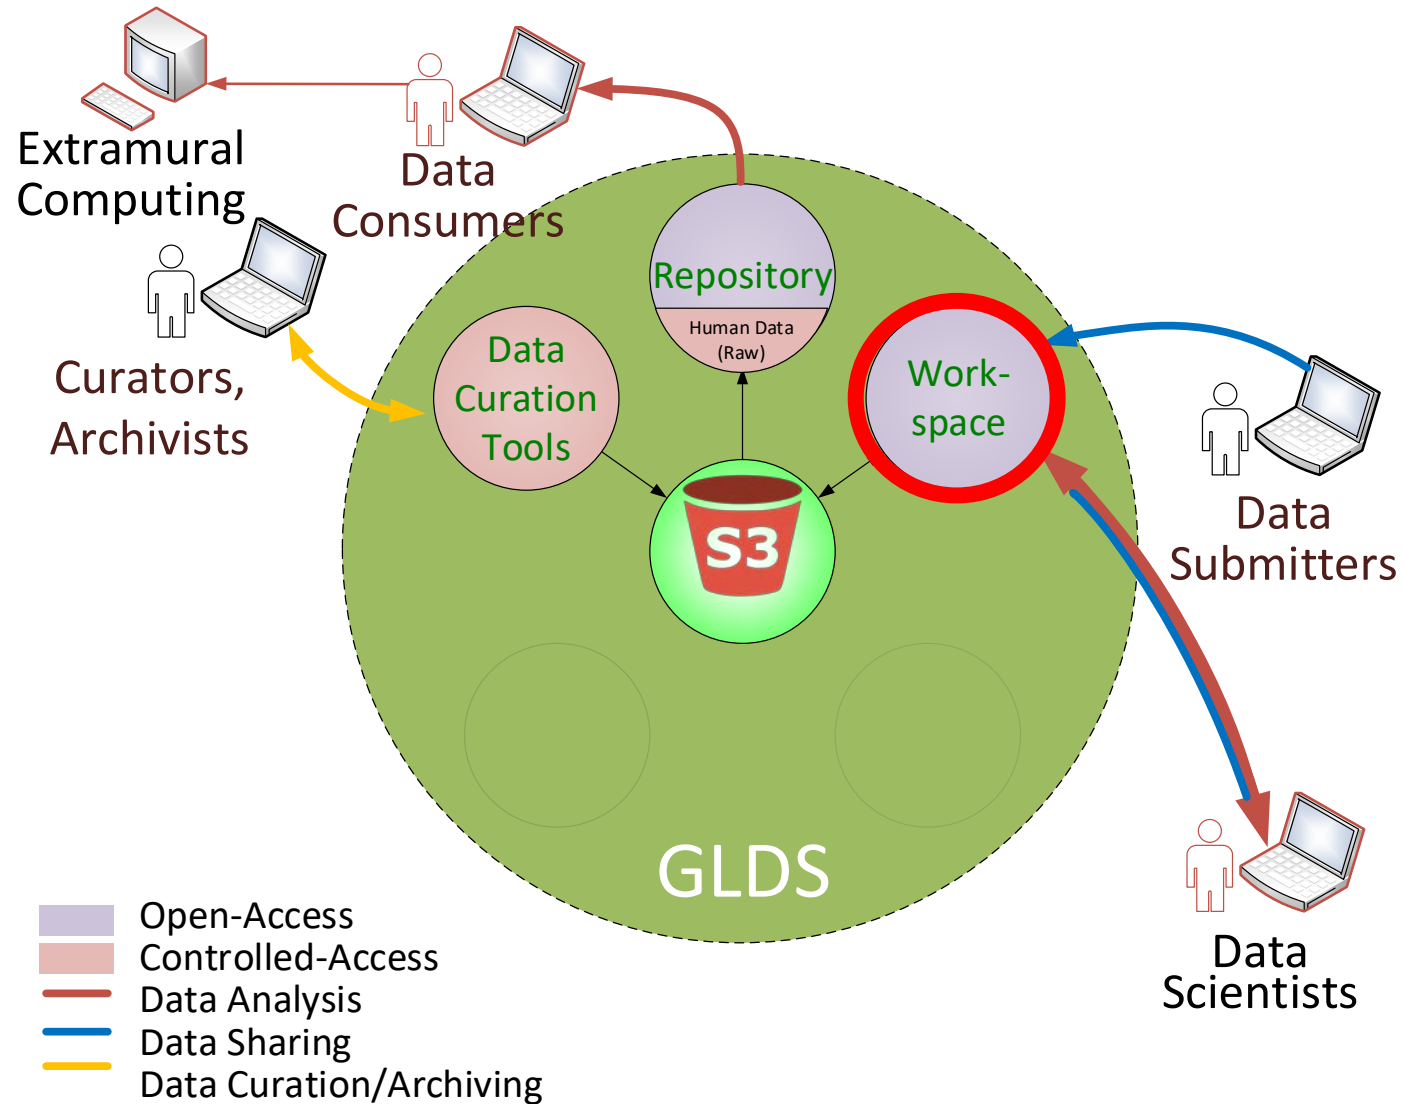 Extramural
Computing
Data
Consumers
Curators,
Archivists
Data
Curation
Tools
Repository
Human Data
(Raw)
Work-
space
S3
Data
Submitters
Data
Scientists
GLDS
Open-Access
Controlled-Access
Data Analysis
Data Sharing
Data Curation/Archiving